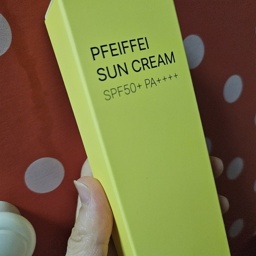 PFEIFFEI
SUN CREAM
SPF50+ PA++++